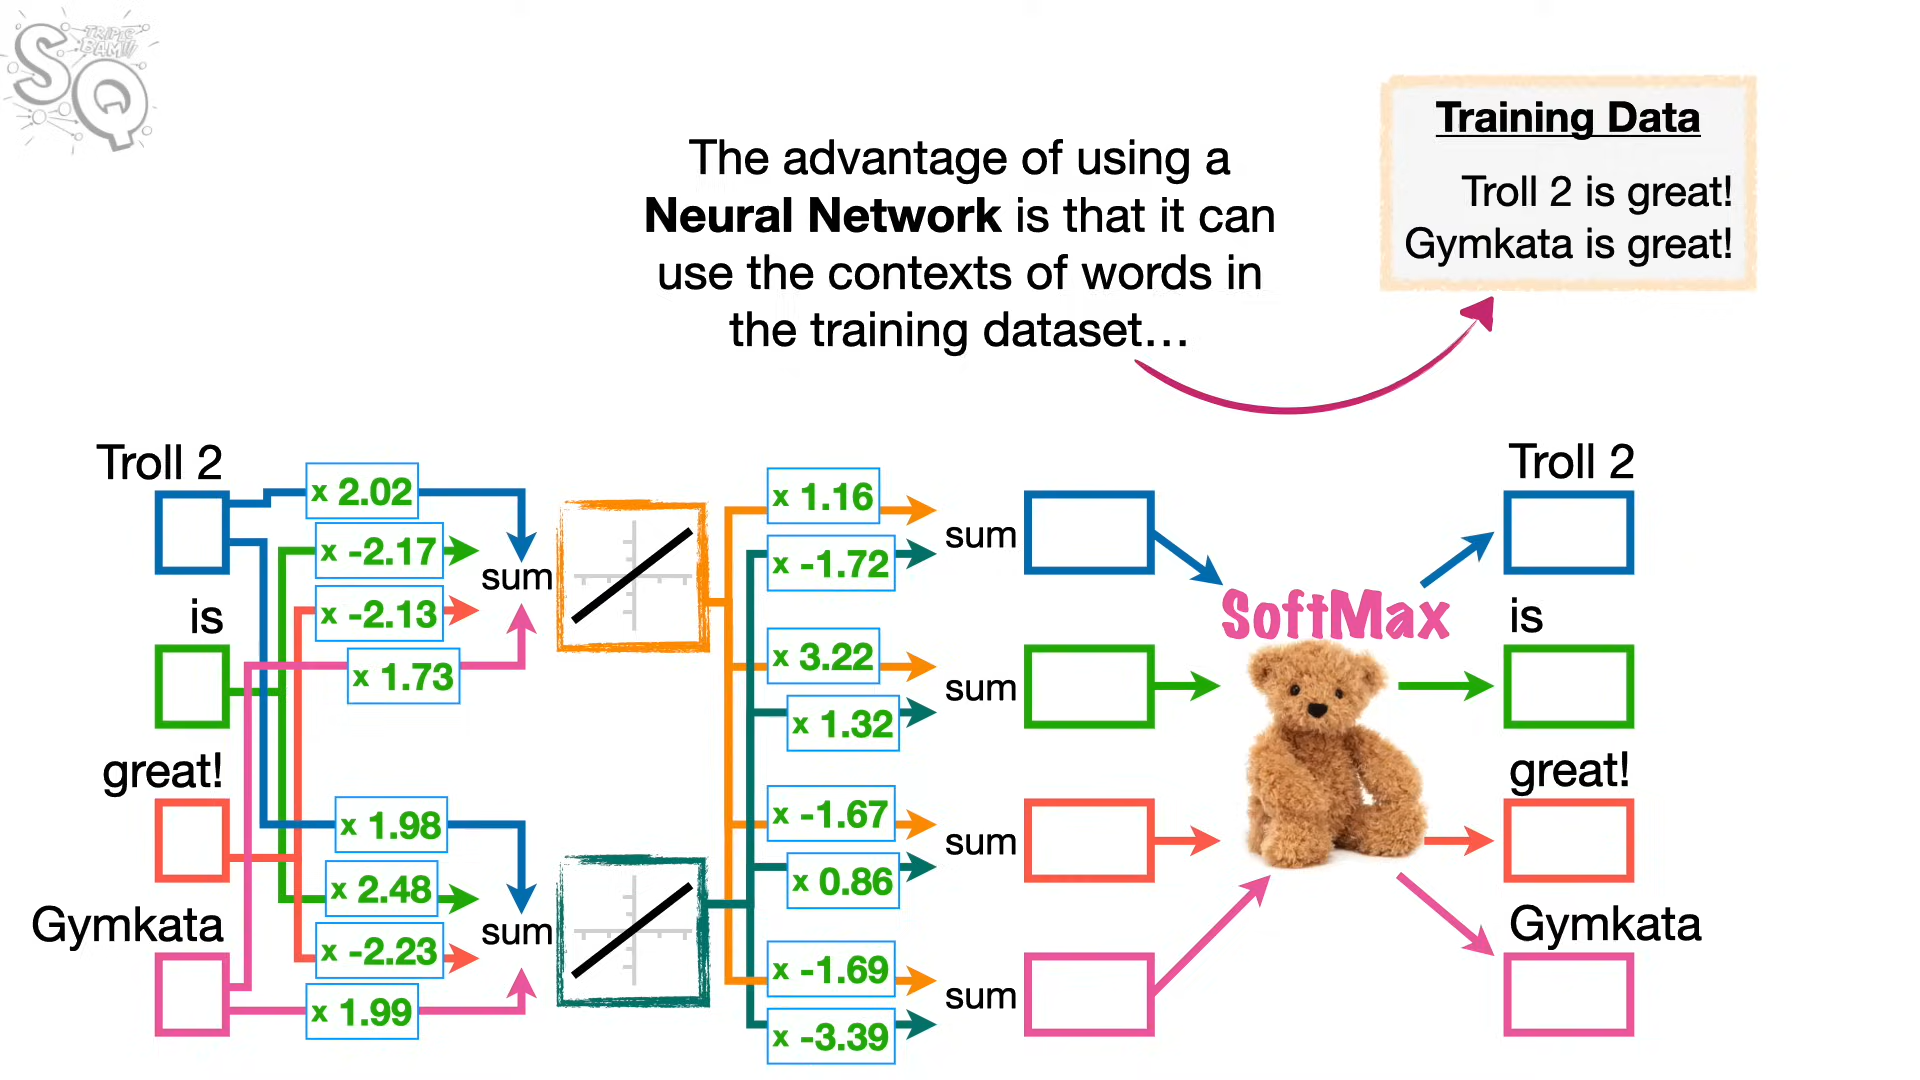 SQ
TRIPLE
BAM!!!
The advantage of using a
Neural Network is that it can
use the contexts of words in
the training dataset…
Training Data
Troll 2 is great!
Gymkata is great!
Troll 2
is
great!
Gymkata
x 2.02
x -2.17
x -2.13
x 1.73
sum
x 1.98
x 2.48
x -2.23
x 1.99
sum
x 1.16
x -1.72
sum
x 3.22
x 1.32
sum
x -1.67
x 0.86
sum
x -1.69
x -3.39
sum
SoftMax
Troll 2
is
great!
Gymkata